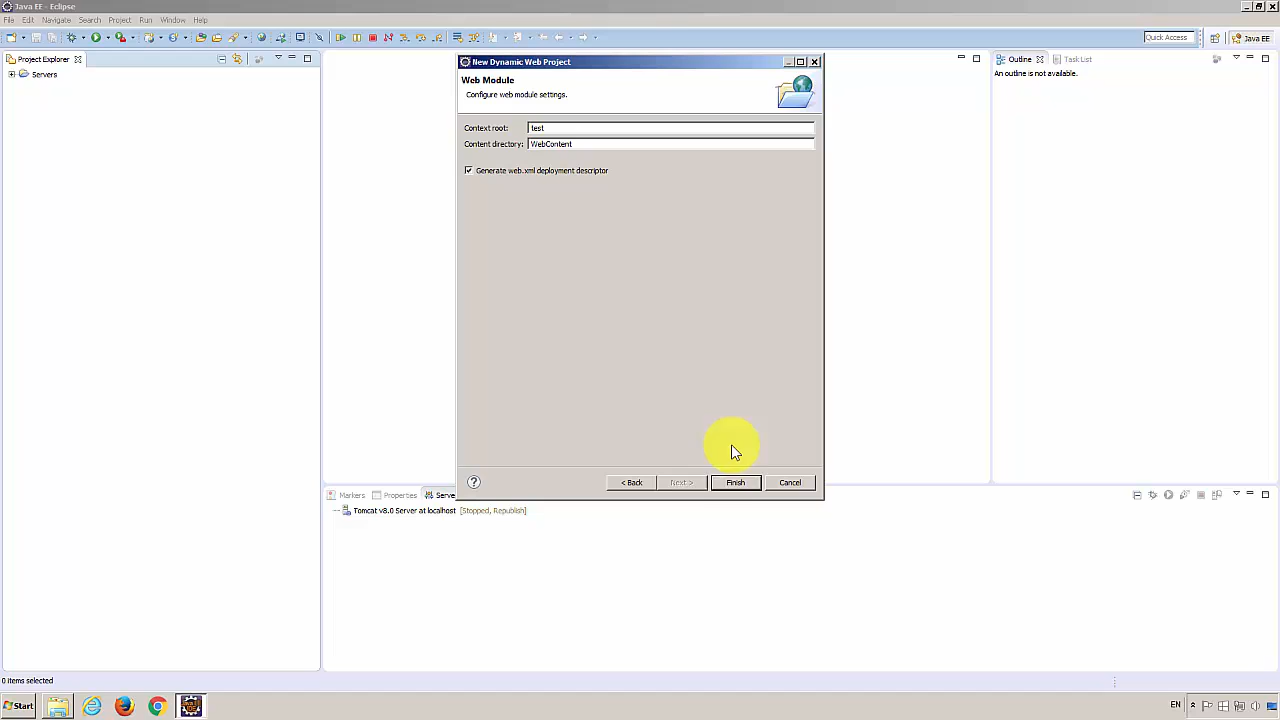 Java EE - Eclipse
File Edit Navigate Search Project Run Window Help
Quick Access
Java EE
Project Explorer
Servers
New Dynamic Web Project
Web Module
Configure web module settings.
Context root: test
Content directory: WebContent
Generate web.xml deployment descriptor
< Back Next > Finish Cancel
Outline Task List
An outline is not available.
Markers Properties Serve
Tomcat v8.0 Server at localhost [Stopped, Republish]
0 items selected
Start
EN